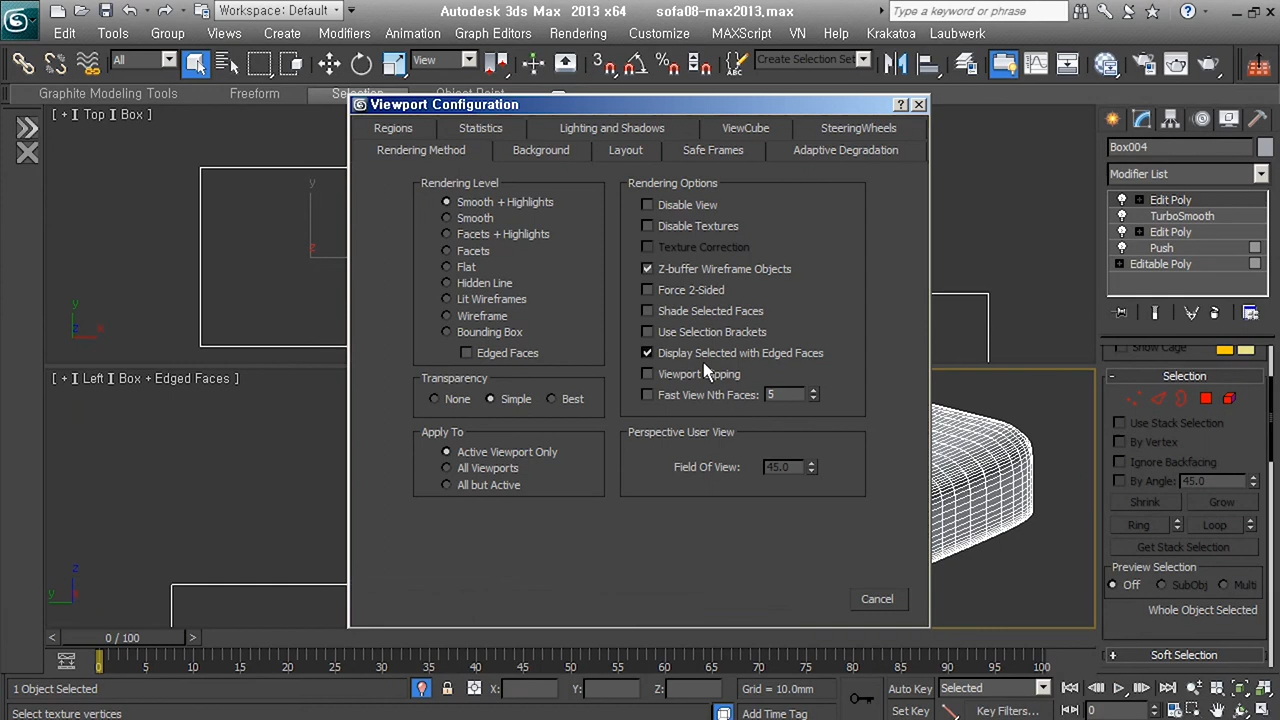 Workspace: Default
Autodesk 3ds Max 2013 x64 sofa08-max2013,max
Type a keyword or phrase
Edit Tools Group Views Create Modifiers Animation Graph Editors Rendering Customize MAXScript VN Help Krakatoa Laubwerk
All
View
3
Create Selection Set
Graphite Modeling Tools Freeform Selection Object Paint
[ + ] [ Top ] [ Box ]
Viewport Configuration
Regions Statistics Lighting and Shadows ViewCube SteeringWheels
Rendering Method Background Layout Safe Frames Adaptive Degradation
Rendering Level
Smooth + Highlights
Smooth
Facets + Highlights
Facets
Flat
Hidden Line
Lit Wireframes
Wireframe
Bounding Box
Edged Faces
Transparency
None Simple Best
Apply To
Active Viewport Only
All Viewports
All but Active
Rendering Options
Disable View
Disable Textures
Texture Correction
Z-buffer Wireframe Objects
Force 2-Sided
Shade Selected Faces
Use Selection Brackets
Display Selected with Edged Faces
Viewport
Fast View Nth Faces: 5
Perspective User View
Field Of View: 45.0
Cancel
y
x
z
[ + ] [ Left ] [ Box + Edged Faces ]
z
y
Box004
Modifier List
Edit Poly
TurboSmooth
Edit Poly
Push
Editable Poly
Selection
Use Stack Selection
By Vertex
Ignore Backfacing
By Angle: 45.0
Shrink Grow
Ring Loop
Get Stack Selection
Preview Selection
Off SubObj Multi
Whole Object Selected
Soft Selection
0 / 100
0 5 10 15 20 25 30 35 40 45 50 55 60 65 70 75 80 85 90 95 100
1 Object Selected
X: Y: Z: Grid = 10.0mm
Auto Key Selected
Select texture vertices
Add Time Tag
Set Key Key Filters...
0